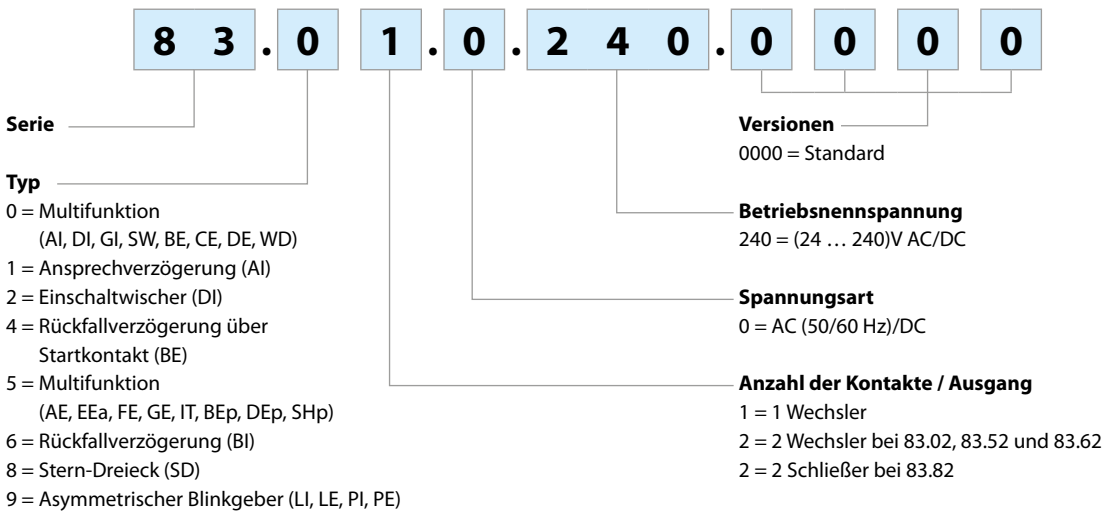 8 3 . 0 1 . 0 . 2 4 0 . 0 0 0 0
Serie
Typ
0 = Multifunktion
(AI, DI, GI, SW, BE, CE, DE, WD)
1 = Ansprechverzögerung (AI)
2 = Einschaltwischer (DI)
4 = Rückfallverzögerung über
Startkontakt (BE)
5 = Multifunktion
(AE, EEa, FE, GE, IT, BEp, DEp, SHp)
6 = Rückfallverzögerung (BI)
8 = Stern-Dreieck (SD)
9 = Asymmetrischer Blinkgeber (LI, LE, PI, PE)
Versionen
0000 = Standard
Betriebsnennspannung
240 = (24 … 240)V AC/DC
Spannungsart
0 = AC (50/60 Hz)/DC
Anzahl der Kontakte / Ausgang
1 = 1 Wechsler
2 = 2 Wechsler bei 83.02, 83.52 und 83.62
2 = 2 Schließer bei 83.82